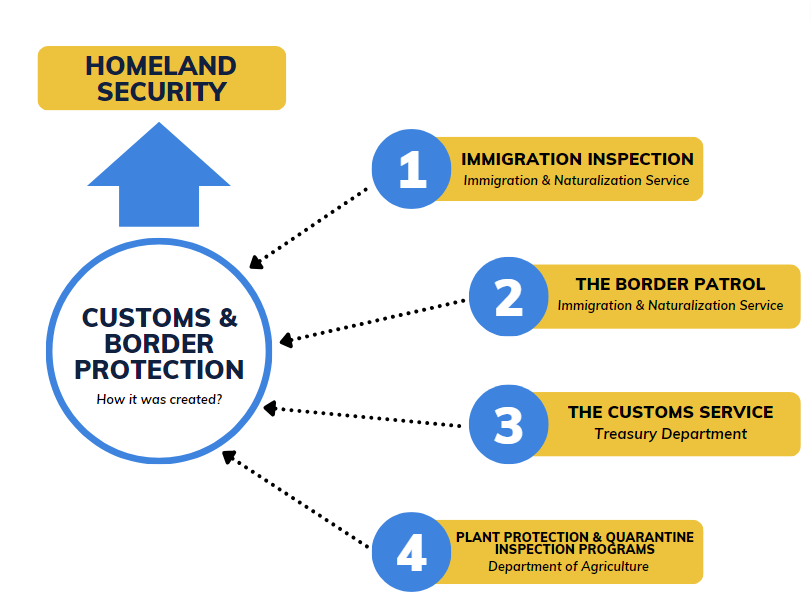 HOMELAND
SECURITY
1
IMMIGRATION INSPECTION
Immigration & Naturalization Service
2
THE BORDER PATROL
Immigration & Naturalization Service
CUSTOMS &
BORDER
PROTECTION
How it was created?
3
THE CUSTOMS SERVICE
Treasury Department
4
PLANT PROTECTION & QUARANTINE
INSPECTION PROGRAMS
Department of Agriculture